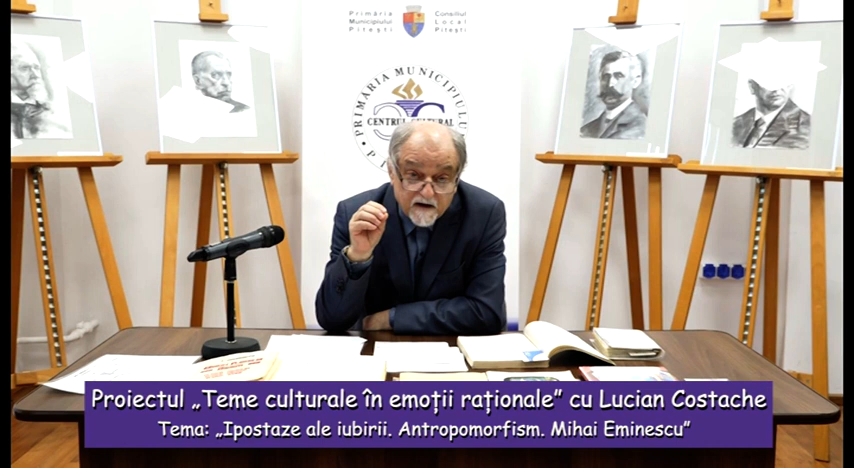 Primăria
Municipiului
Pitești
Consiliul
Local
Pitești
PRIMĂRIA MUNICIPIULUI
CENTRUL CULTURAL
Proiectul „Teme culturale în emoții raționale” cu Lucian Costache
Tema: „Ipostaze ale iubirii. Antropomorfism. Mihai Eminescu”